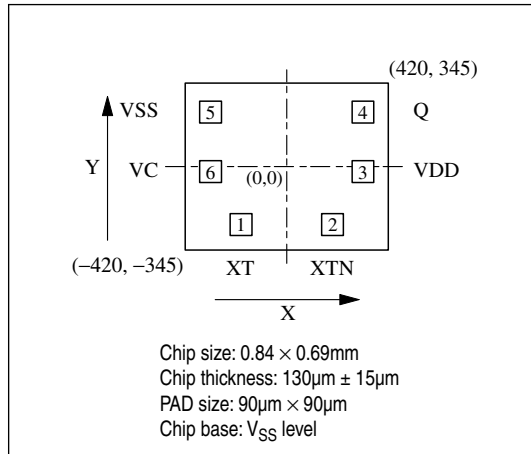 (420, 345)
VSS 5 4 Q
Y VC 6 (0,0) 3 VDD
1 2
(−420, −345) XT XTN
X
Chip size: 0.84 × 0.69mm
Chip thickness: 130µm ± 15µm
PAD size: 90µm × 90µm
Chip base: VSS level